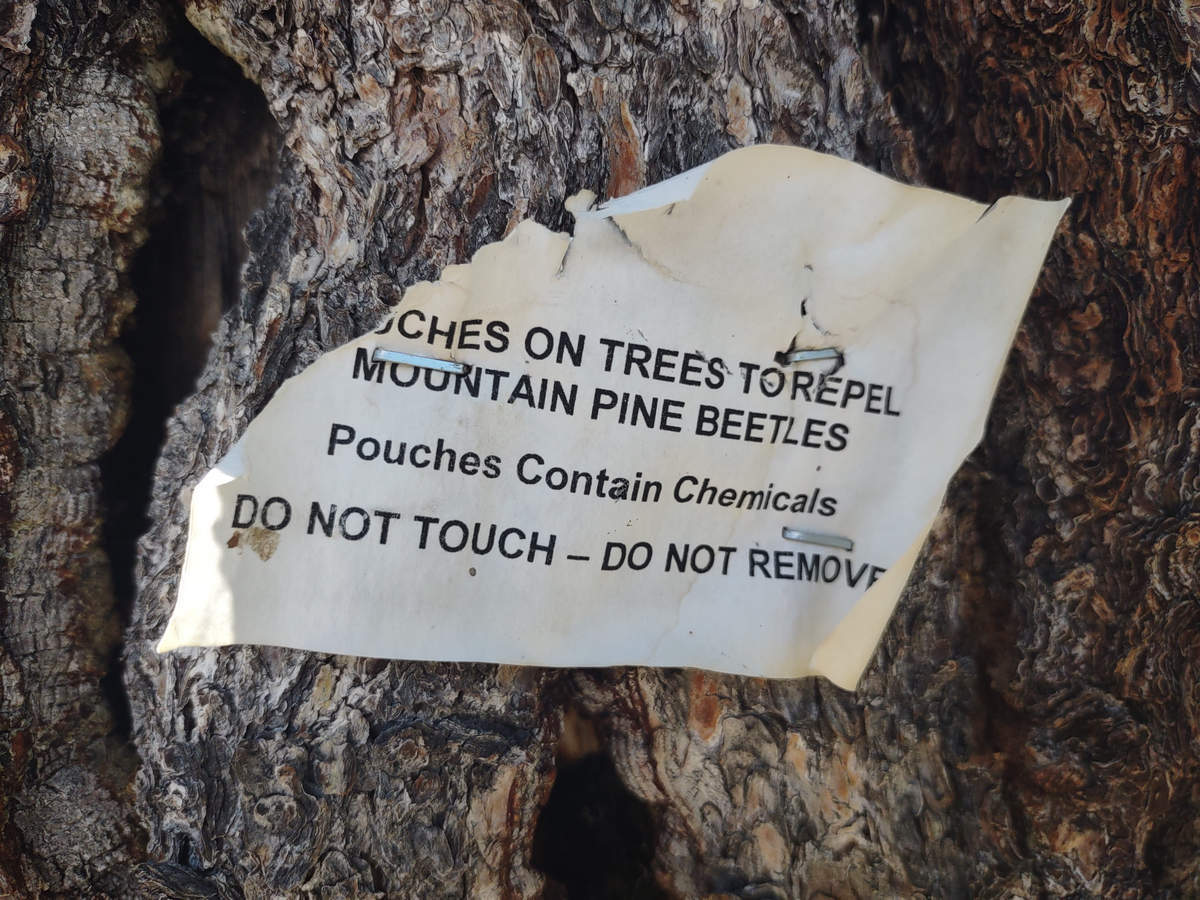 UCHES ON TREES TO REPEL
MOUNTAIN PINE BEETLES
Pouches Contain Chemicals
DO NOT TOUCH – DO NOT REMOVE